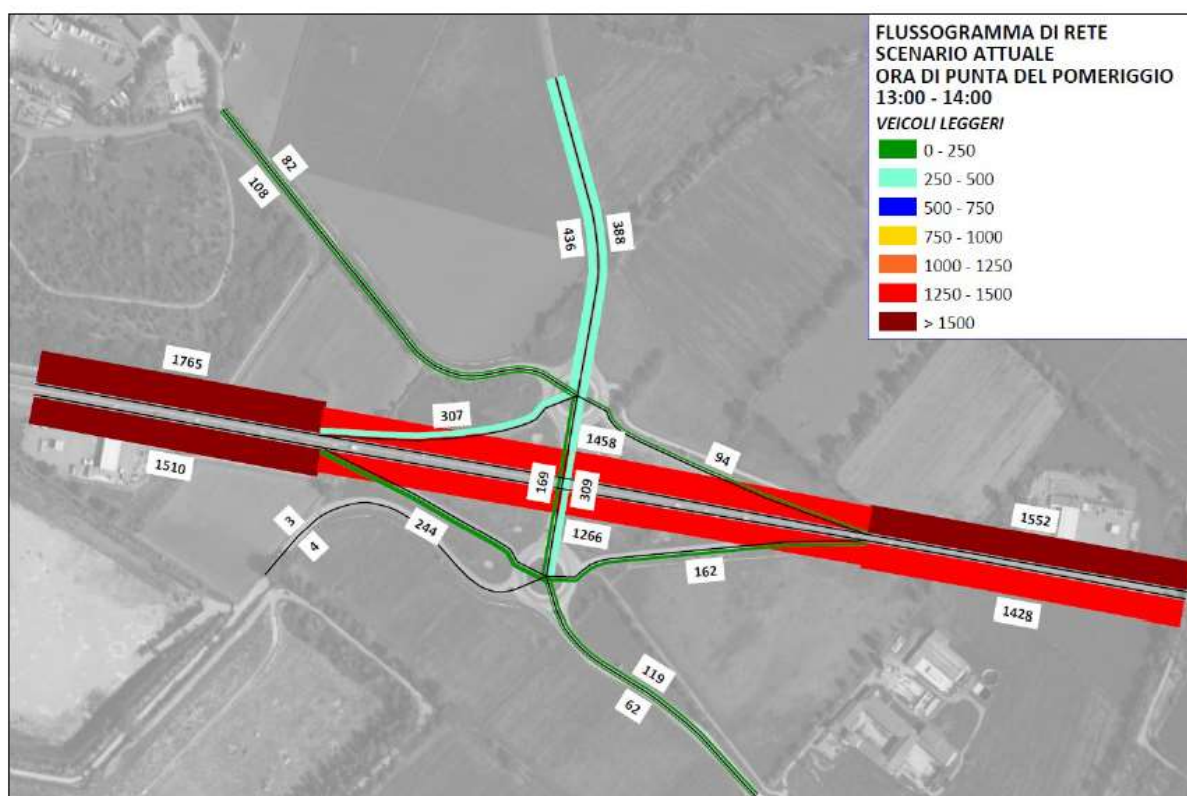 FLUSSOGRAMMA DI RETE
SCENARIO ATTUALE
ORA DI PUNTA DEL POMERIGGIO
13:00 - 14:00
VEICOLI LEGGERI
0 - 250
250 - 500
500 - 750
750 - 1000
1000 - 1250
1250 - 1500
> 1500
82
108
436
388
1765
307
1458
94
1510
169
309
1552
3
4
244
1266
162
1428
119
62